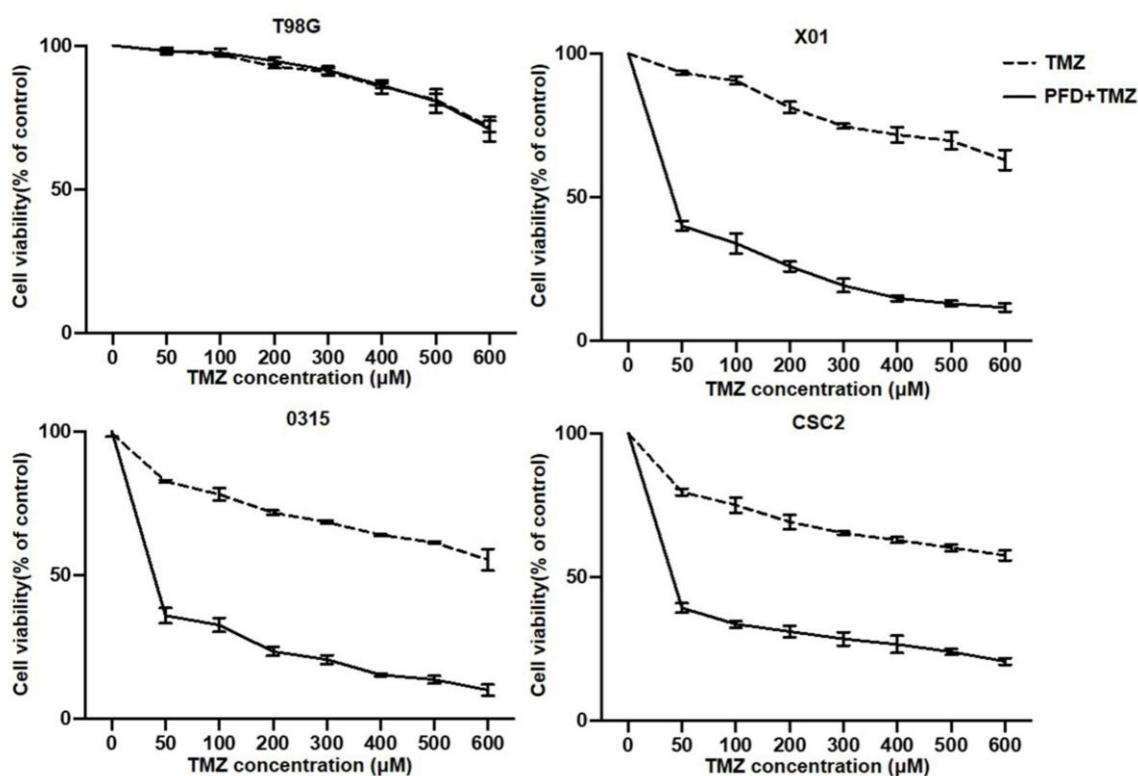 T98G
100
50
0
Cell viability(% of control)
0 50 100 200 300 400 500 600
TMZ concentration (μM)
X01
TMZ
PFD+TMZ
100
50
0
Cell viability(% of control)
0 50 100 200 300 400 500 600
TMZ concentration (μM)
0315
100
50
0
Cell viability(% of control)
0 50 100 200 300 400 500 600
TMZ concentration (μM)
CSC2
100
50
0
Cell viability(% of control)
0 50 100 200 300 400 500 600
TMZ concentration (μM)